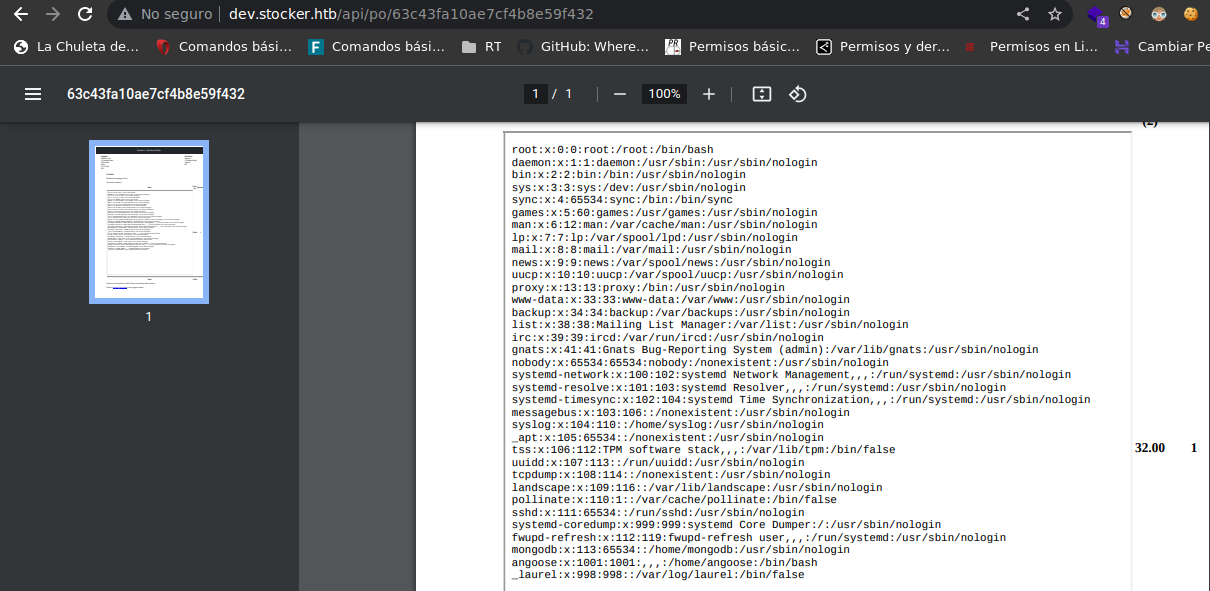 No seguro
dev.stocker.htb/api/po/63c43fa10ae7cf4b8e59f432
4
La Chuleta de...
Comandos bási...
Comandos bási...
RT
GitHub: Where...
Permisos básic...
Permisos y der...
Permisos en Li...
Cambiar Pe
63c43fa10ae7cf4b8e59f432
1 / 1
100%
1
(2)
root:x:0:0:root:/root:/bin/bash
daemon:x:1:1:daemon:/usr/sbin:/usr/sbin/nologin
bin:x:2:2:bin:/bin:/usr/sbin/nologin
sys:x:3:3:sys:/dev:/usr/sbin/nologin
sync:x:4:65534:sync:/bin:/bin/sync
games:x:5:60:games:/usr/games:/usr/sbin/nologin
man:x:6:12:man:/var/cache/man:/usr/sbin/nologin
lp:x:7:7:lp:/var/spool/lpd:/usr/sbin/nologin
mail:x:8:8:mail:/var/mail:/usr/sbin/nologin
news:x:9:9:news:/var/spool/news:/usr/sbin/nologin
uucp:x:10:10:uucp:/var/spool/uucp:/usr/sbin/nologin
proxy:x:13:13:proxy:/bin:/usr/sbin/nologin
www-data:x:33:33:www-data:/var/www:/usr/sbin/nologin
backup:x:34:34:backup:/var/backups:/usr/sbin/nologin
list:x:38:38:Mailing List Manager:/var/list:/usr/sbin/nologin
irc:x:39:39:ircd:/var/run/ircd:/usr/sbin/nologin
gnats:x:41:41:Gnats Bug-Reporting System (admin):/var/lib/gnats:/usr/sbin/nologin
nobody:x:65534:65534:nobody:/nonexistent:/usr/sbin/nologin
systemd-network:x:100:102:systemd Network Management,,,:/run/systemd:/usr/sbin/nologin
systemd-resolve:x:101:103:systemd Resolver,,,:/run/systemd:/usr/sbin/nologin
systemd-timesync:x:102:104:systemd Time Synchronization,,,:/run/systemd:/usr/sbin/nologin
messagebus:x:103:106::/nonexistent:/usr/sbin/nologin
syslog:x:104:110::/home/syslog:/usr/sbin/nologin
_apt:x:105:65534::/nonexistent:/usr/sbin/nologin
tss:x:106:112:TPM software stack,,,:/var/lib/tpm:/bin/false
uuidd:x:107:113::/run/uuidd:/usr/sbin/nologin
tcpdump:x:108:114::/nonexistent:/usr/sbin/nologin
landscape:x:109:116::/var/lib/landscape:/usr/sbin/nologin
pollinate:x:110:1::/var/cache/pollinate:/bin/false
sshd:x:111:65534::/run/sshd:/usr/sbin/nologin
systemd-coredump:x:999:999:systemd Core Dumper:/:/usr/sbin/nologin
fwupd-refresh:x:112:119:fwupd-refresh user,,,:/run/systemd:/usr/sbin/nologin
mongodb:x:113:65534::/home/mongodb:/usr/sbin/nologin
angoose:x:1001:1001:,,,:/home/angoose:/bin/bash
_laurel:x:998:998::/var/log/laurel:/bin/false
32.00 1